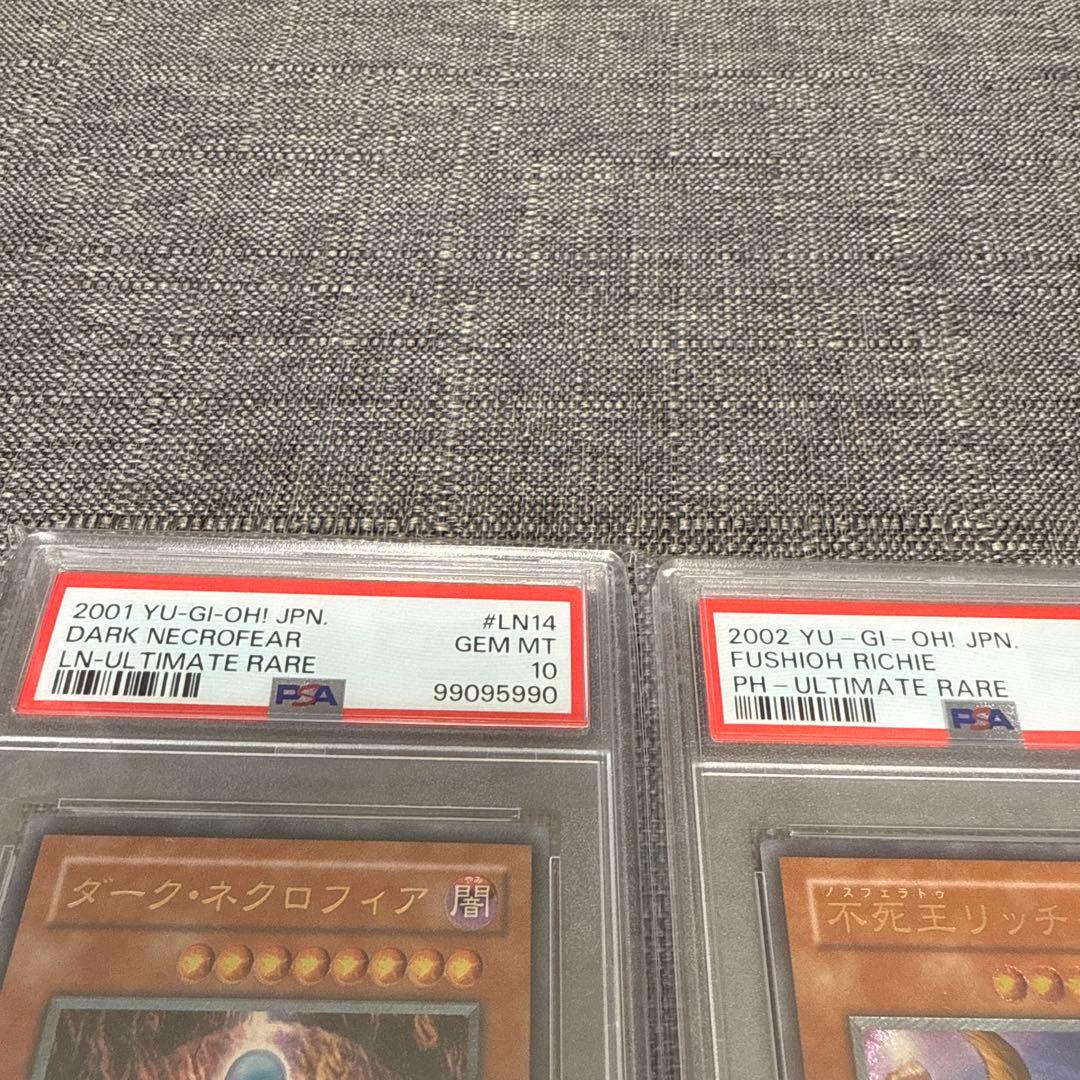 2001 YU-GI-OH! JPN. #LN14
DARK NECROFEAR GEM MT
LN-ULTIMATE RARE 10
PSA 99095990
2002 YU-GI-OH! JPN.
FUSHIOH RICHIE
PH-ULTIMATE RARE
PSA
ダーク・ネクロフィア
やみ
闇
ノスフェラトゥ
不死王リッチ